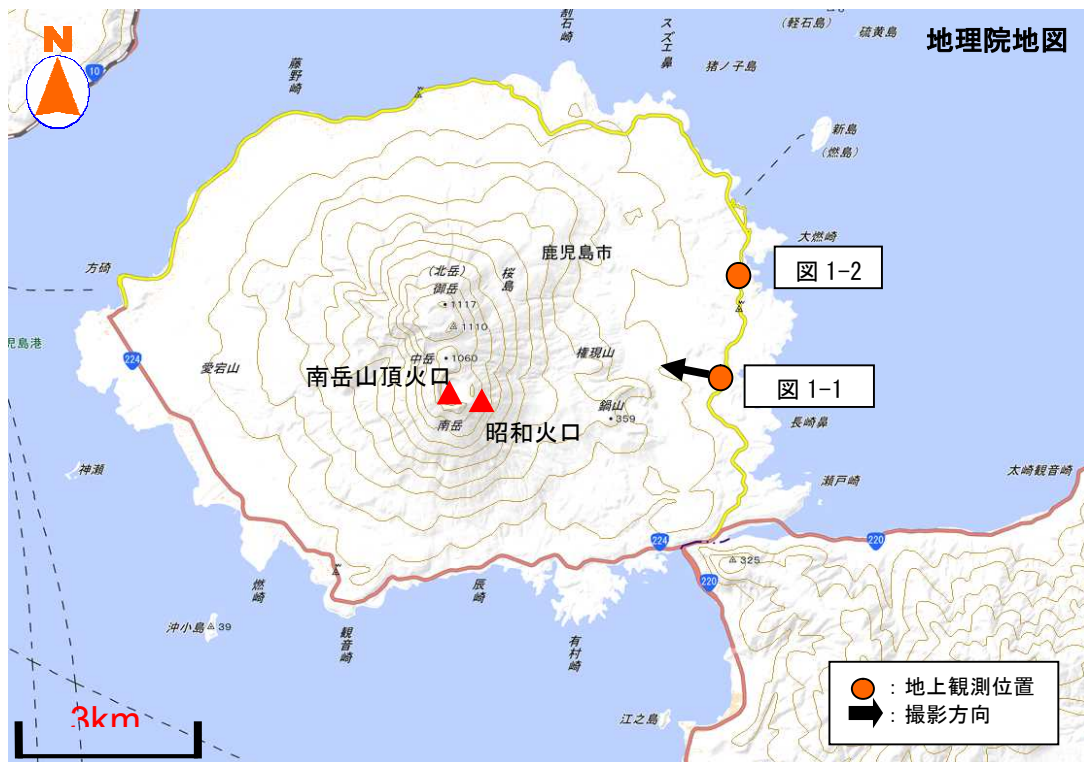 地理院地図
N
10
藤野崎
割石崎
スズエ鼻
(軽石島)
硫黄島
猪ノ子島
新島
(燃島)
大燃崎
方碕
鹿児島市
(北岳)
御岳
桜島
1117
1110
図 1-2
児島港
224
愛宕山
中岳
1060
権現山
南岳山頂火口
図 1-1
鍋山
359
南岳
昭和火口
長崎鼻
神瀬
瀬戸崎
太崎観音崎
224
220
325
220
燃崎
辰崎
沖小島
39
観音崎
有村崎
江之島
:地上観測位置
:撮影方向
3km